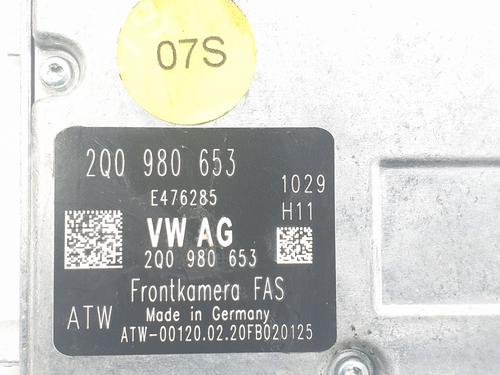 07S
2Q0 980 653
E476285
1029
H11
VW AG
2Q0 980 653
Frontkamera FAS
ATW
Made in Germany
ATW-00120.02.20FB020125